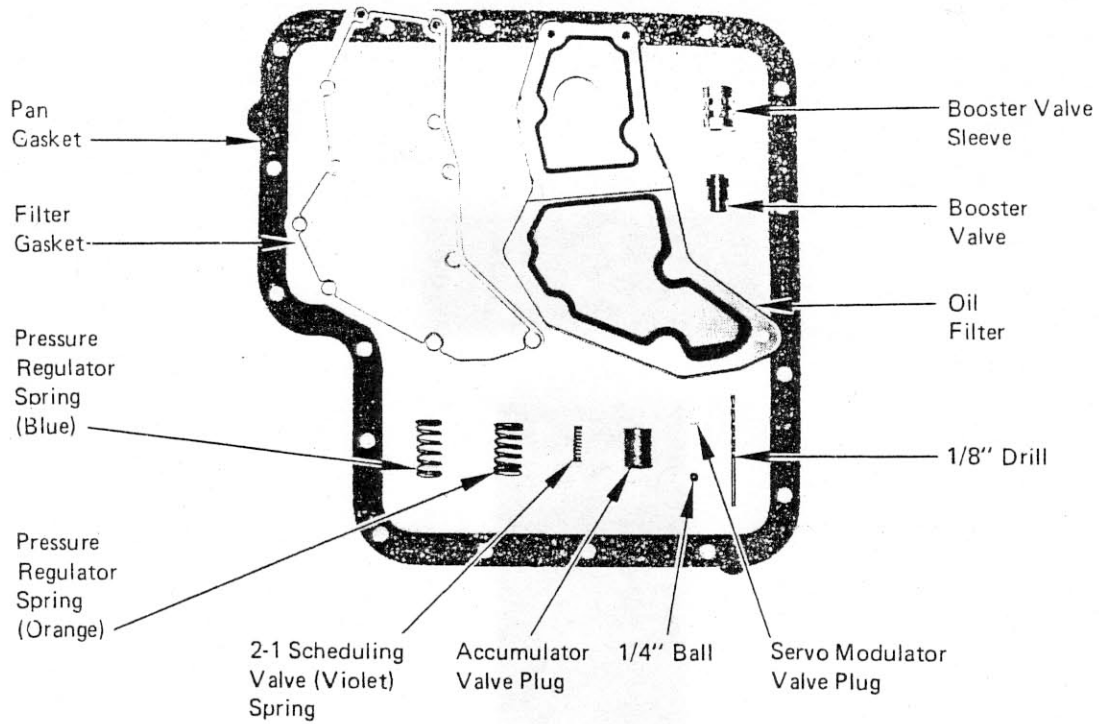 Pan
Gasket
Filter
Gasket
Pressure
Regulator
Spring
(Blue)
Pressure
Regulator
Spring
(Orange)
2-1 Scheduling
Valve (Violet)
Spring
Accumulator
Valve Plug
1/4" Ball
Servo Modulator
Valve Plug
1/8" Drill
Oil
Filter
Booster
Valve
Booster Valve
Sleeve